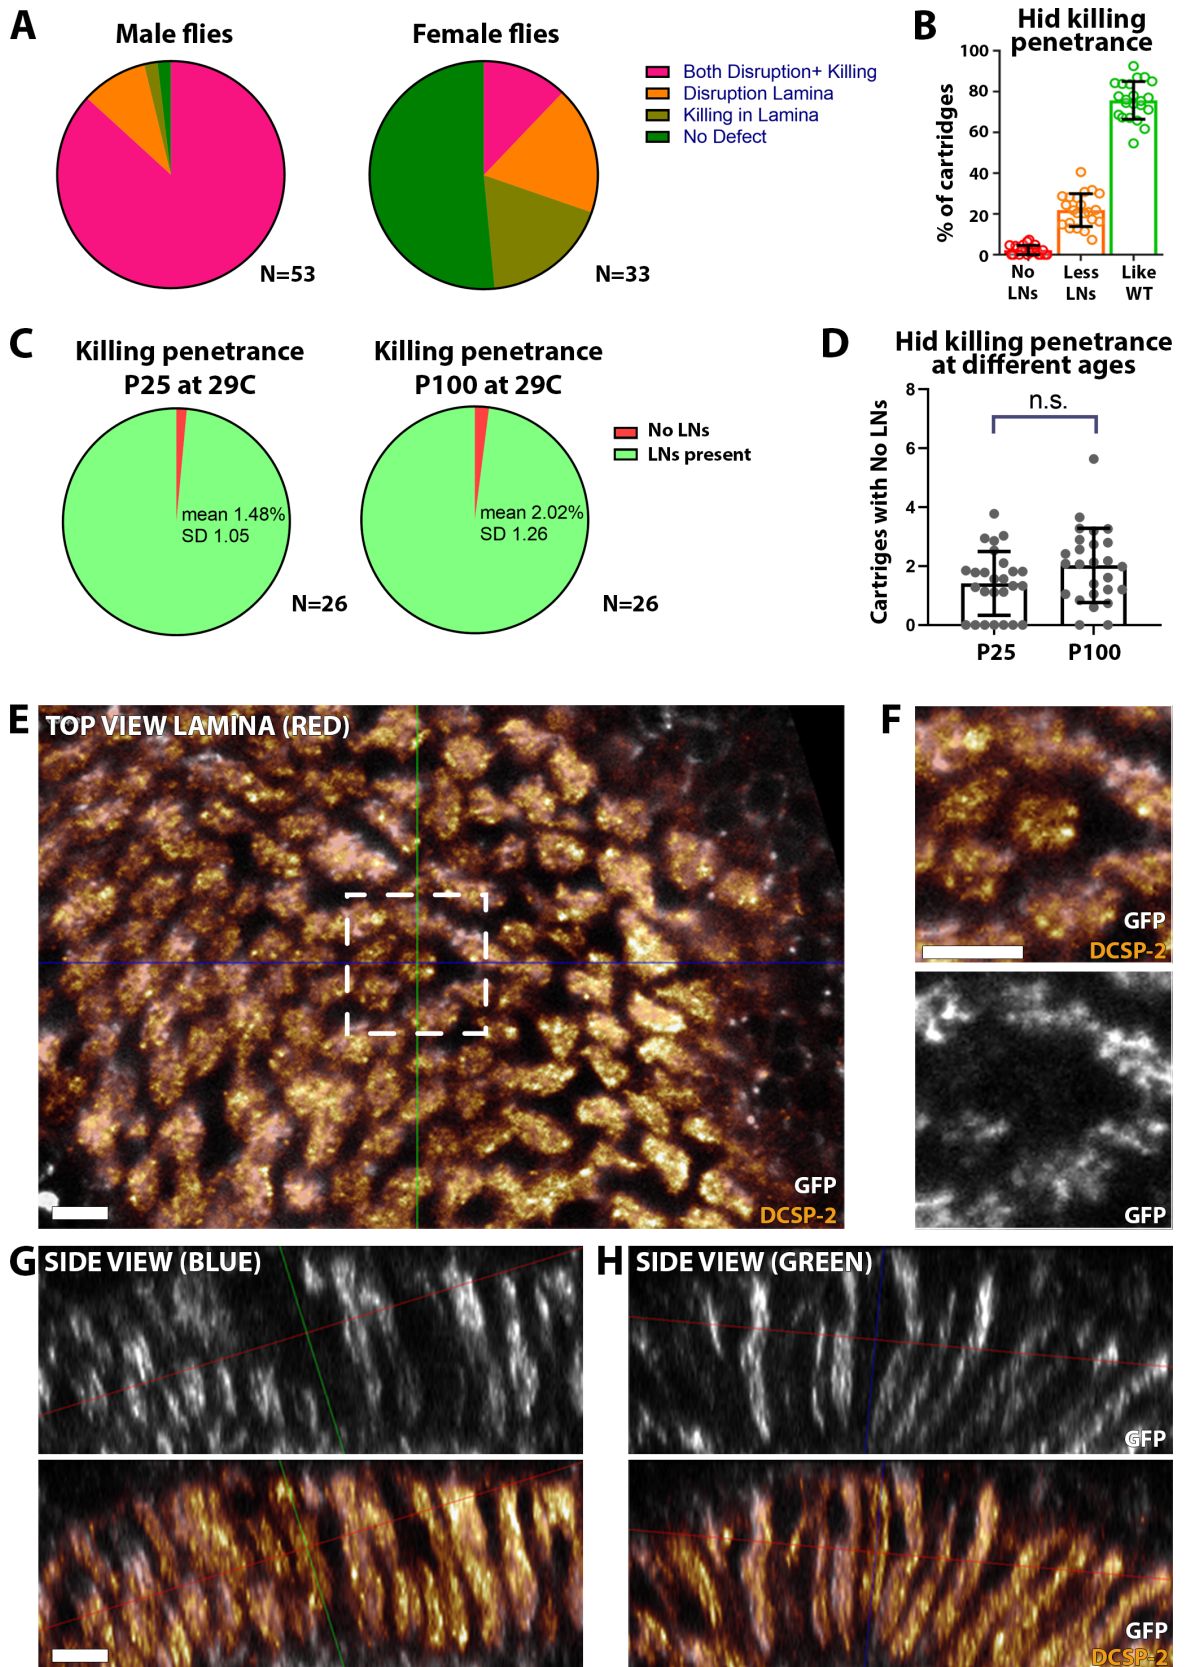 A
Male flies
Female flies
Both Disruption+ Killing
Disruption Lamina
Killing in Lamina
No Defect
N=53
N=33
B
Hid killing
penetrance
% of cartridges
100
80
60
40
20
0
No
LNs
Less
LNs
Like
WT
C
Killing penetrance
P25 at 29C
Killing penetrance
P100 at 29C
No LNs
LNs present
mean 1.48%
SD 1.05
mean 2.02%
SD 1.26
N=26
N=26
D
Hid killing penetrance
at different ages
Cartriges with No LNs
8
6
4
2
0
n.s.
P25
P100
E
TOP VIEW LAMINA (RED)
GFP
DCSP-2
F
GFP
DCSP-2
GFP
G
SIDE VIEW (BLUE)
H
SIDE VIEW (GREEN)
GFP
GFP
DCSP-2